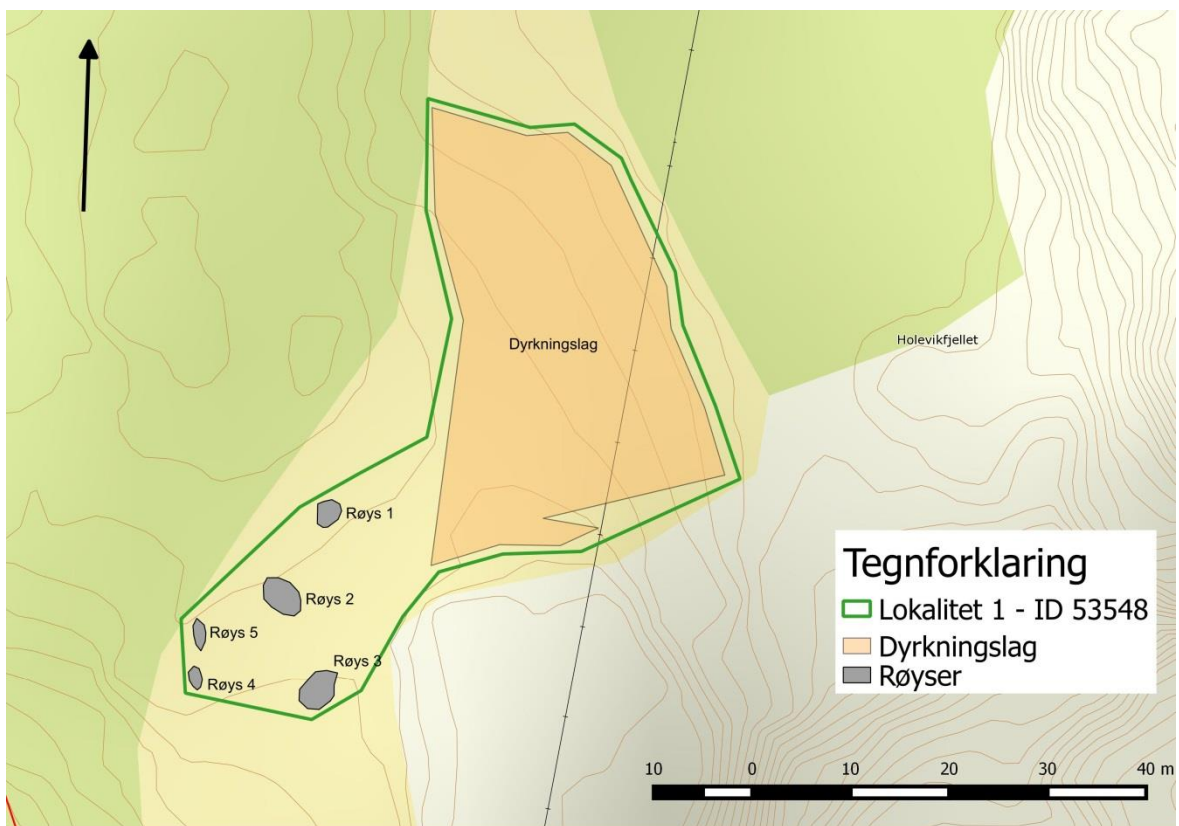 Dyrkningslag
Holevikfjellet
Røys 1
Røys 2
Røys 5
Røys 3
Røys 4
Tegnforklaring
Lokalitet 1 - ID 53548
Dyrkningslag
Røyser
10 0 10 20 30 40 m